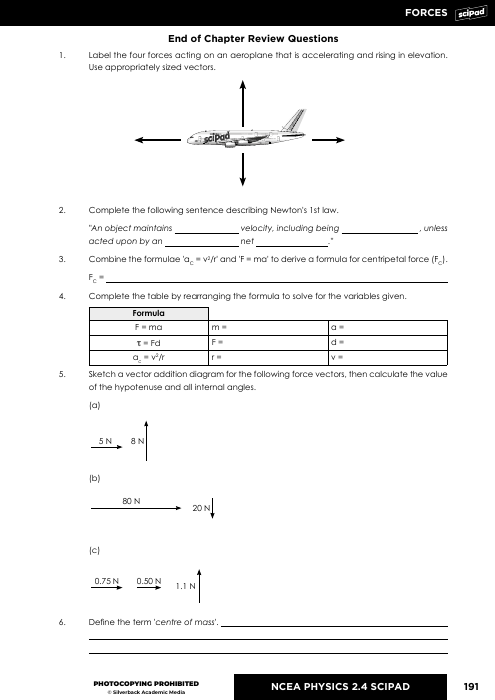 FORCES scipad
End of Chapter Review Questions
1. Label the four forces acting on an aeroplane that is accelerating and rising in elevation.
Use appropriately sized vectors.
scipad
2. Complete the following sentence describing Newton's 1st law.
"An object maintains ____________ velocity, including being ______________, unless
acted upon by an ______________ net ______________."
3. Combine the formulae 'a꜀ = v²/r' and 'F = ma' to derive a formula for centripetal force (F꜀).
F꜀ = ______________
4. Complete the table by rearranging the formula to solve for the variables given.
Formula
F = ma m = a =
τ = Fd F = d =
a꜀ = v²/r r = v =
5. Sketch a vector addition diagram for the following force vectors, then calculate the value
of the hypotenuse and all internal angles.
(a)
5 N 8 N
(b)
80 N
20 N
(c)
0.75 N 0.50 N 1.1 N
6. Define the term 'centre of mass'. ______________
PHOTOCOPYING PROHIBITED
© Silverback Academic Media
NCEA PHYSICS 2.4 SCIPAD 191